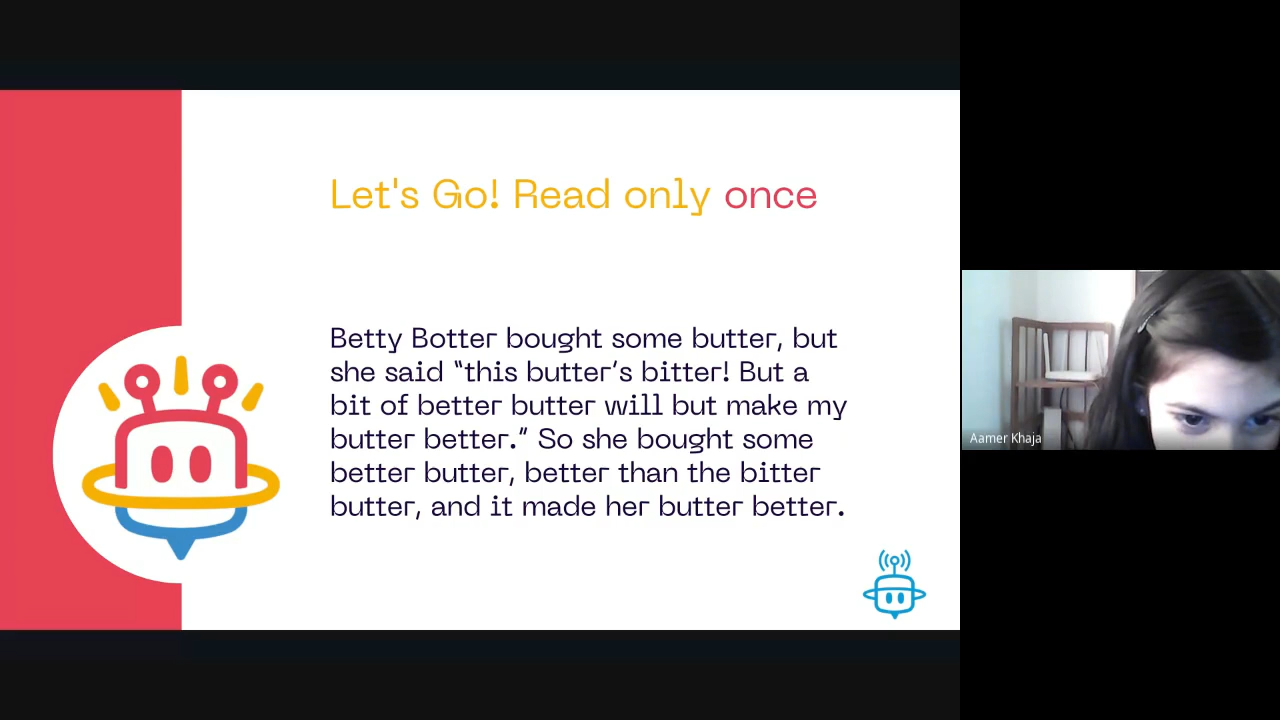 Let's Go! Read only once
Betty Botter bought some butter, but
she said “this butter’s bitter! But a
bit of better butter will but make my
butter better.” So she bought some
better butter, better than the bitter
butter, and it made her butter better.
Aamer Khaja